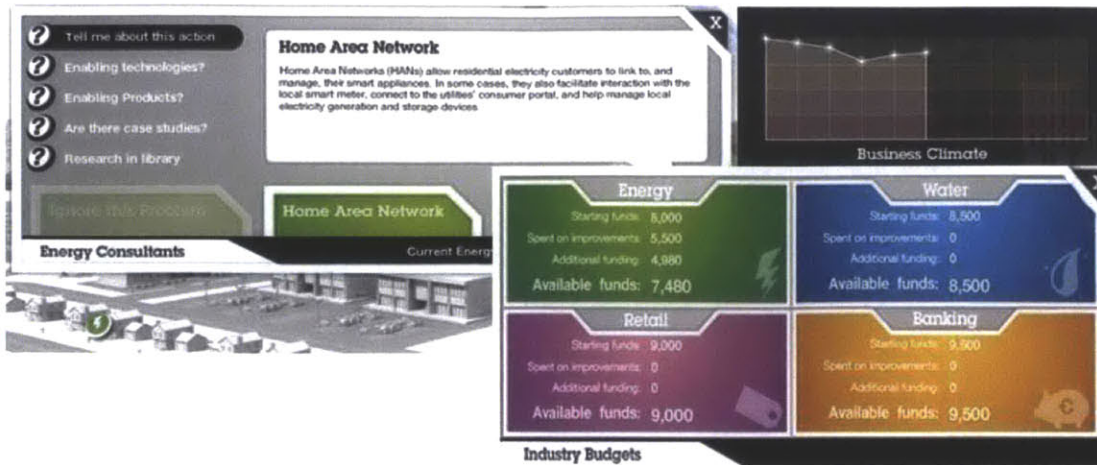 Tell me about this action
Enabling technologies?
Enabling Products?
Are there case studies?
Research in library
X
Home Area Network
Home Area Networks (HANs) allow residential electricity customers to link to, and
manage, their smart appliances. In some cases, they also facilitate interaction with the
local smart meter, connect to the utilities' consumer portal, and help manage local
electricity generation and storage devices
Ignore this Problem
Home Area Network
Energy Consultants
Current Energy
Business Climate
X
Energy
Starting funds: 8,000
Spent on improvements: 5,500
Additional funding: 4,980
Available funds: 7,480
Water
Starting funds: 8,500
Spent on improvements: 0
Additional funding: 0
Available funds: 8,500
Retail
Starting funds: 9,000
Spent on improvements: 0
Additional funding: 0
Available funds: 9,000
Banking
Starting funds: 9,500
Spent on improvements: 0
Additional funding: 0
Available funds: 9,500
€
Industry Budgets